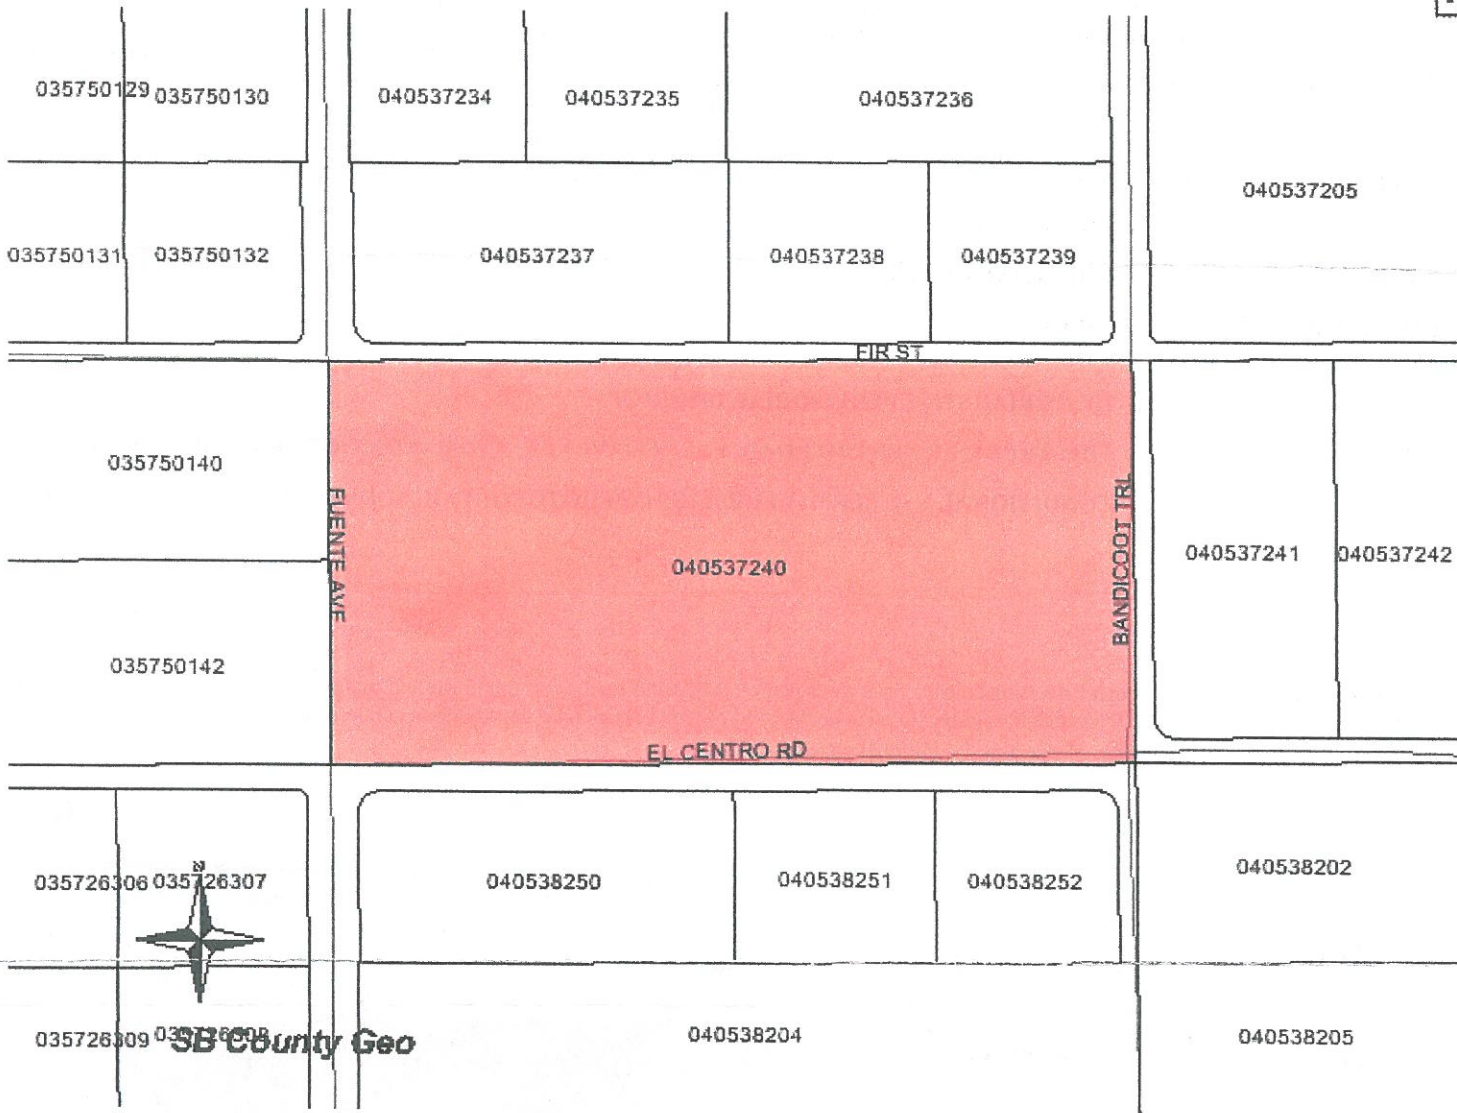 035750129 035750130 040537234 040537235 040537236
040537205
035750131 035750132 040537237 040537238 040537239
FIR ST
035750140
FUENTE AVE
BANDICOOT TRL
040537241 040537242
040537240
035750142
EL CENTRO RD
035726306 035726307 040538250 040538251 040538252 040538202
N
035726309 040538204 040538205
SB County Geo